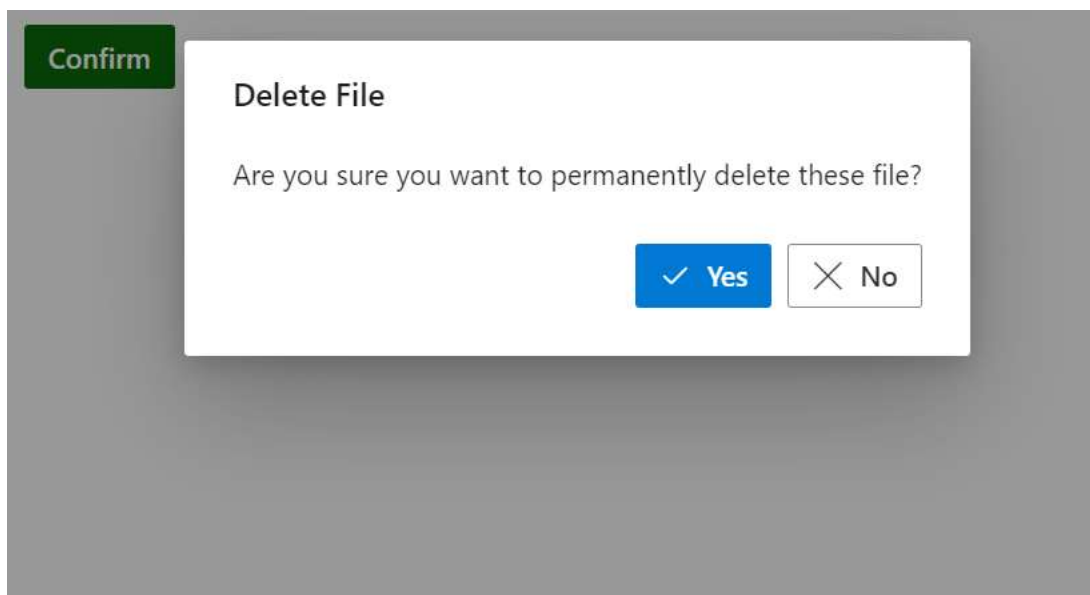 Confirm
Delete File
Are you sure you want to permanently delete these file?
Yes
No